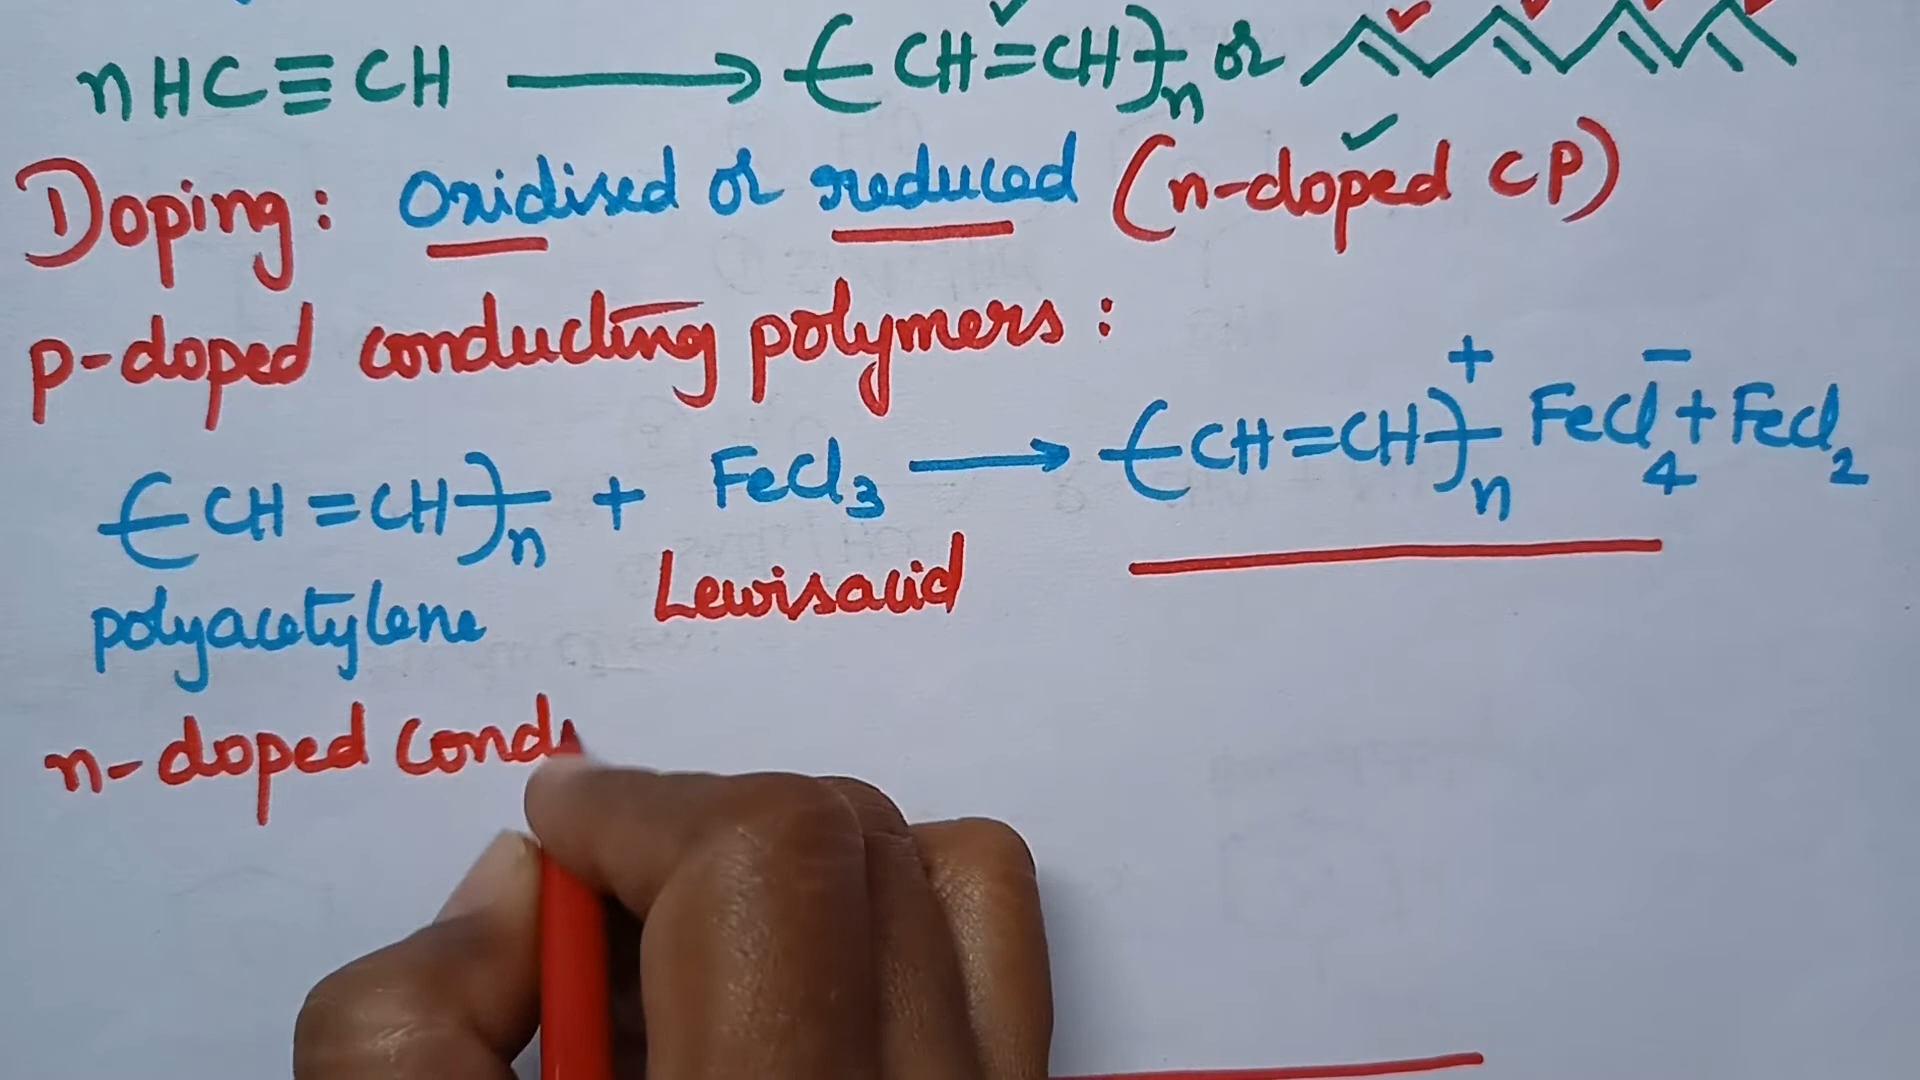 nHC≡CH → (CH=CH)n or
Doping: Oxidised or reduced (n-doped CP)
p-doped conducting polymers:
(CH=CH)n + FeCl3 → (CH=CH)n+ FeCl4- + FeCl2
polyacetylene Lewisacid
n-doped Cond